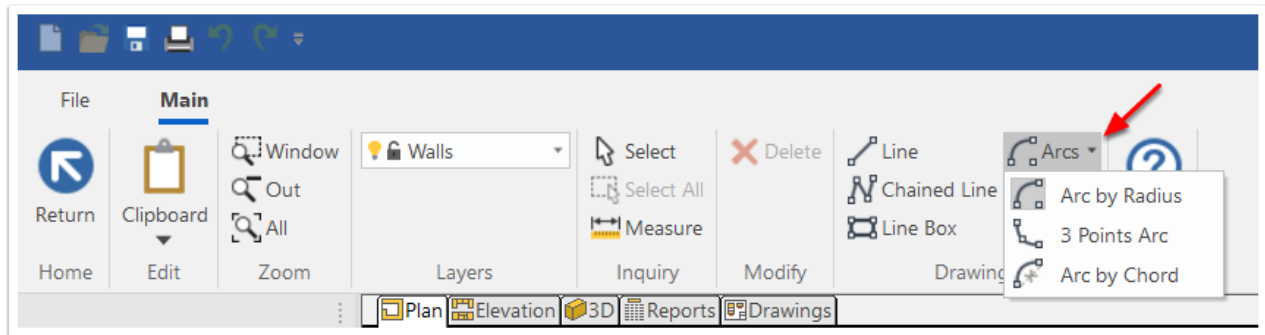 File Main
Window Walls Select Delete Line Arcs
Out Select All Chained Line Arc by Radius
Return Clipboard All Measure Line Box 3 Points Arc
Home Edit Zoom Layers Inquiry Modify Drawing Arc by Chord
Plan Elevation 3D Reports Drawings